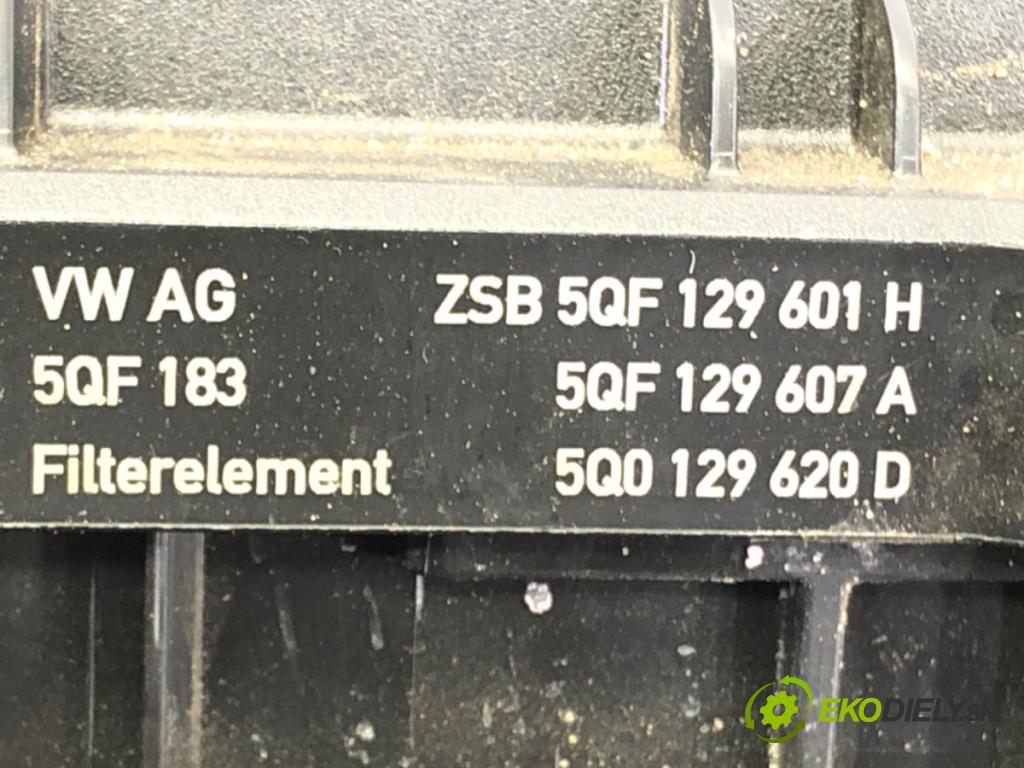 VW AG ZSB 5QF 129 601 H
5QF 183 5QF 129 607 A
Filterelement 5Q0 129 620 D
EKODIELY.sk